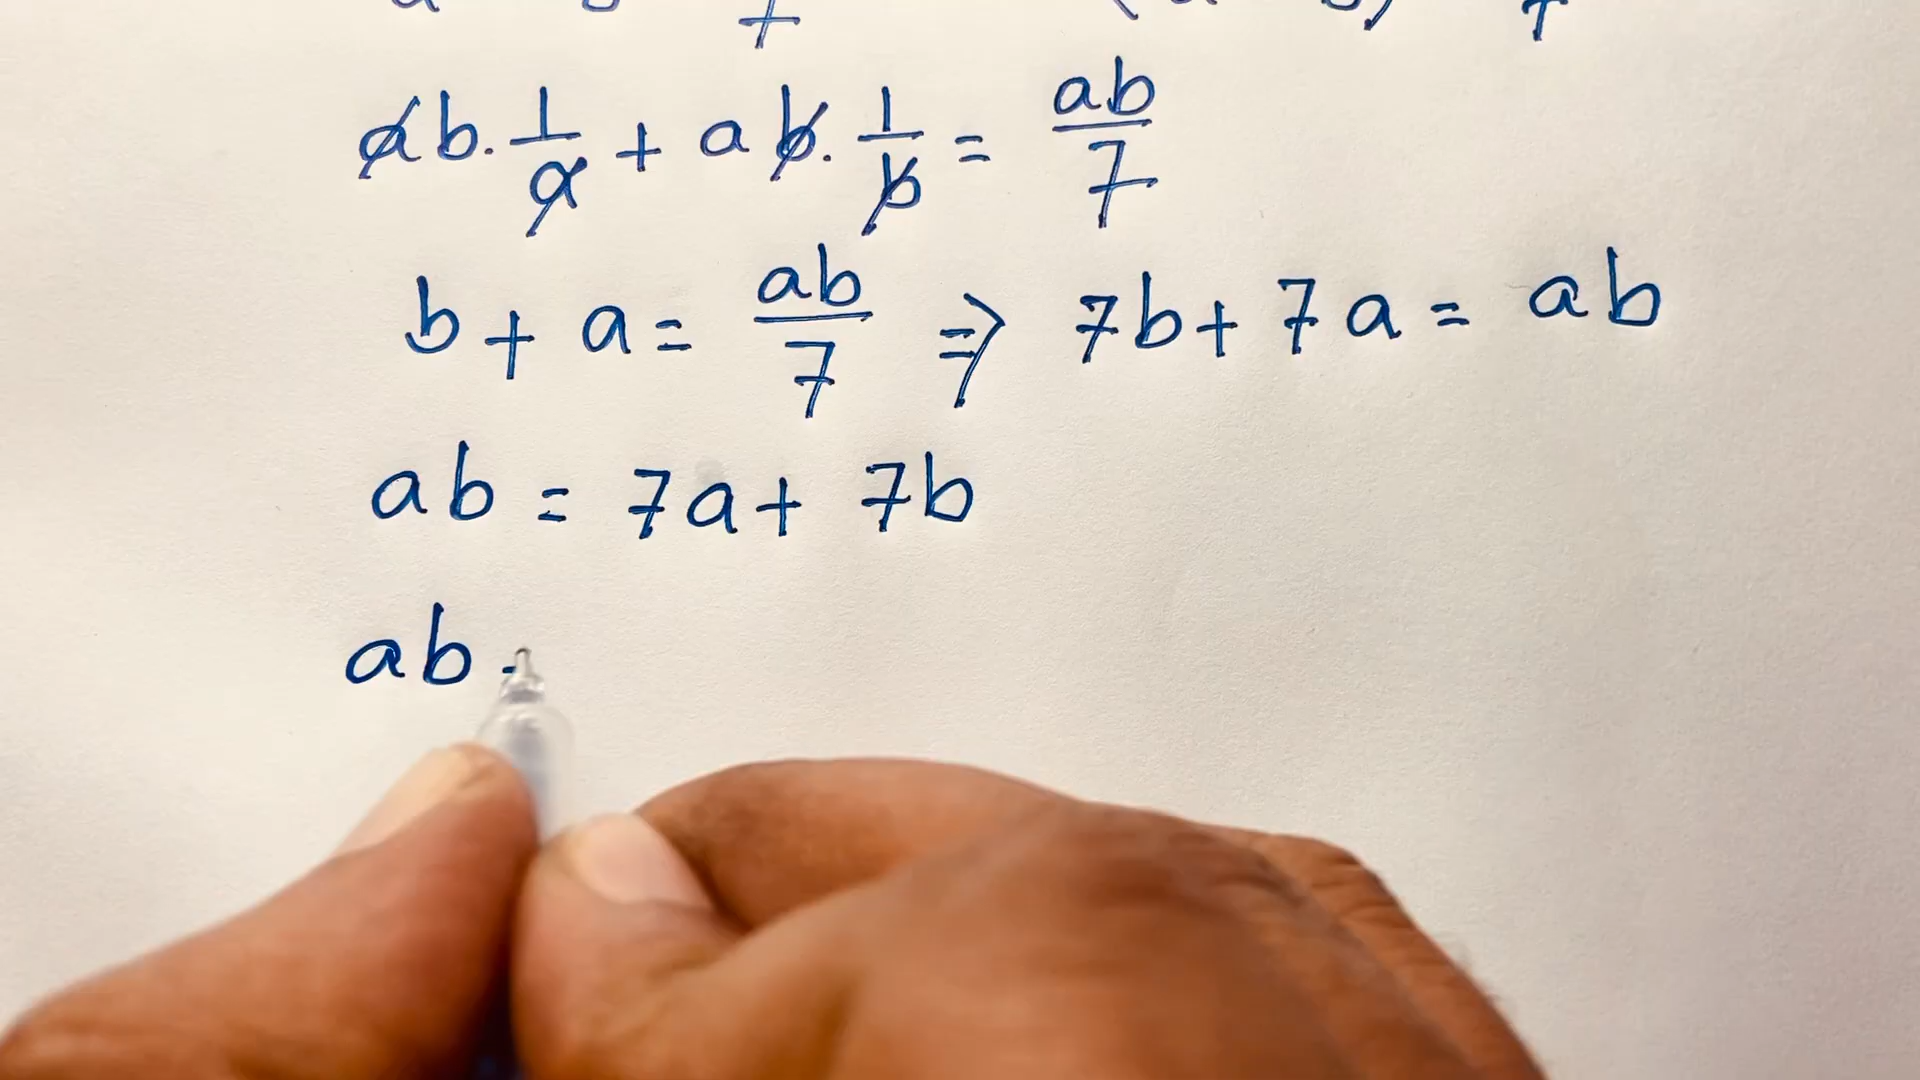 ab. 1/a + ab. 1/b = ab/7
b + a = ab/7 ⇒ 7b + 7a = ab
ab = 7a + 7b
ab